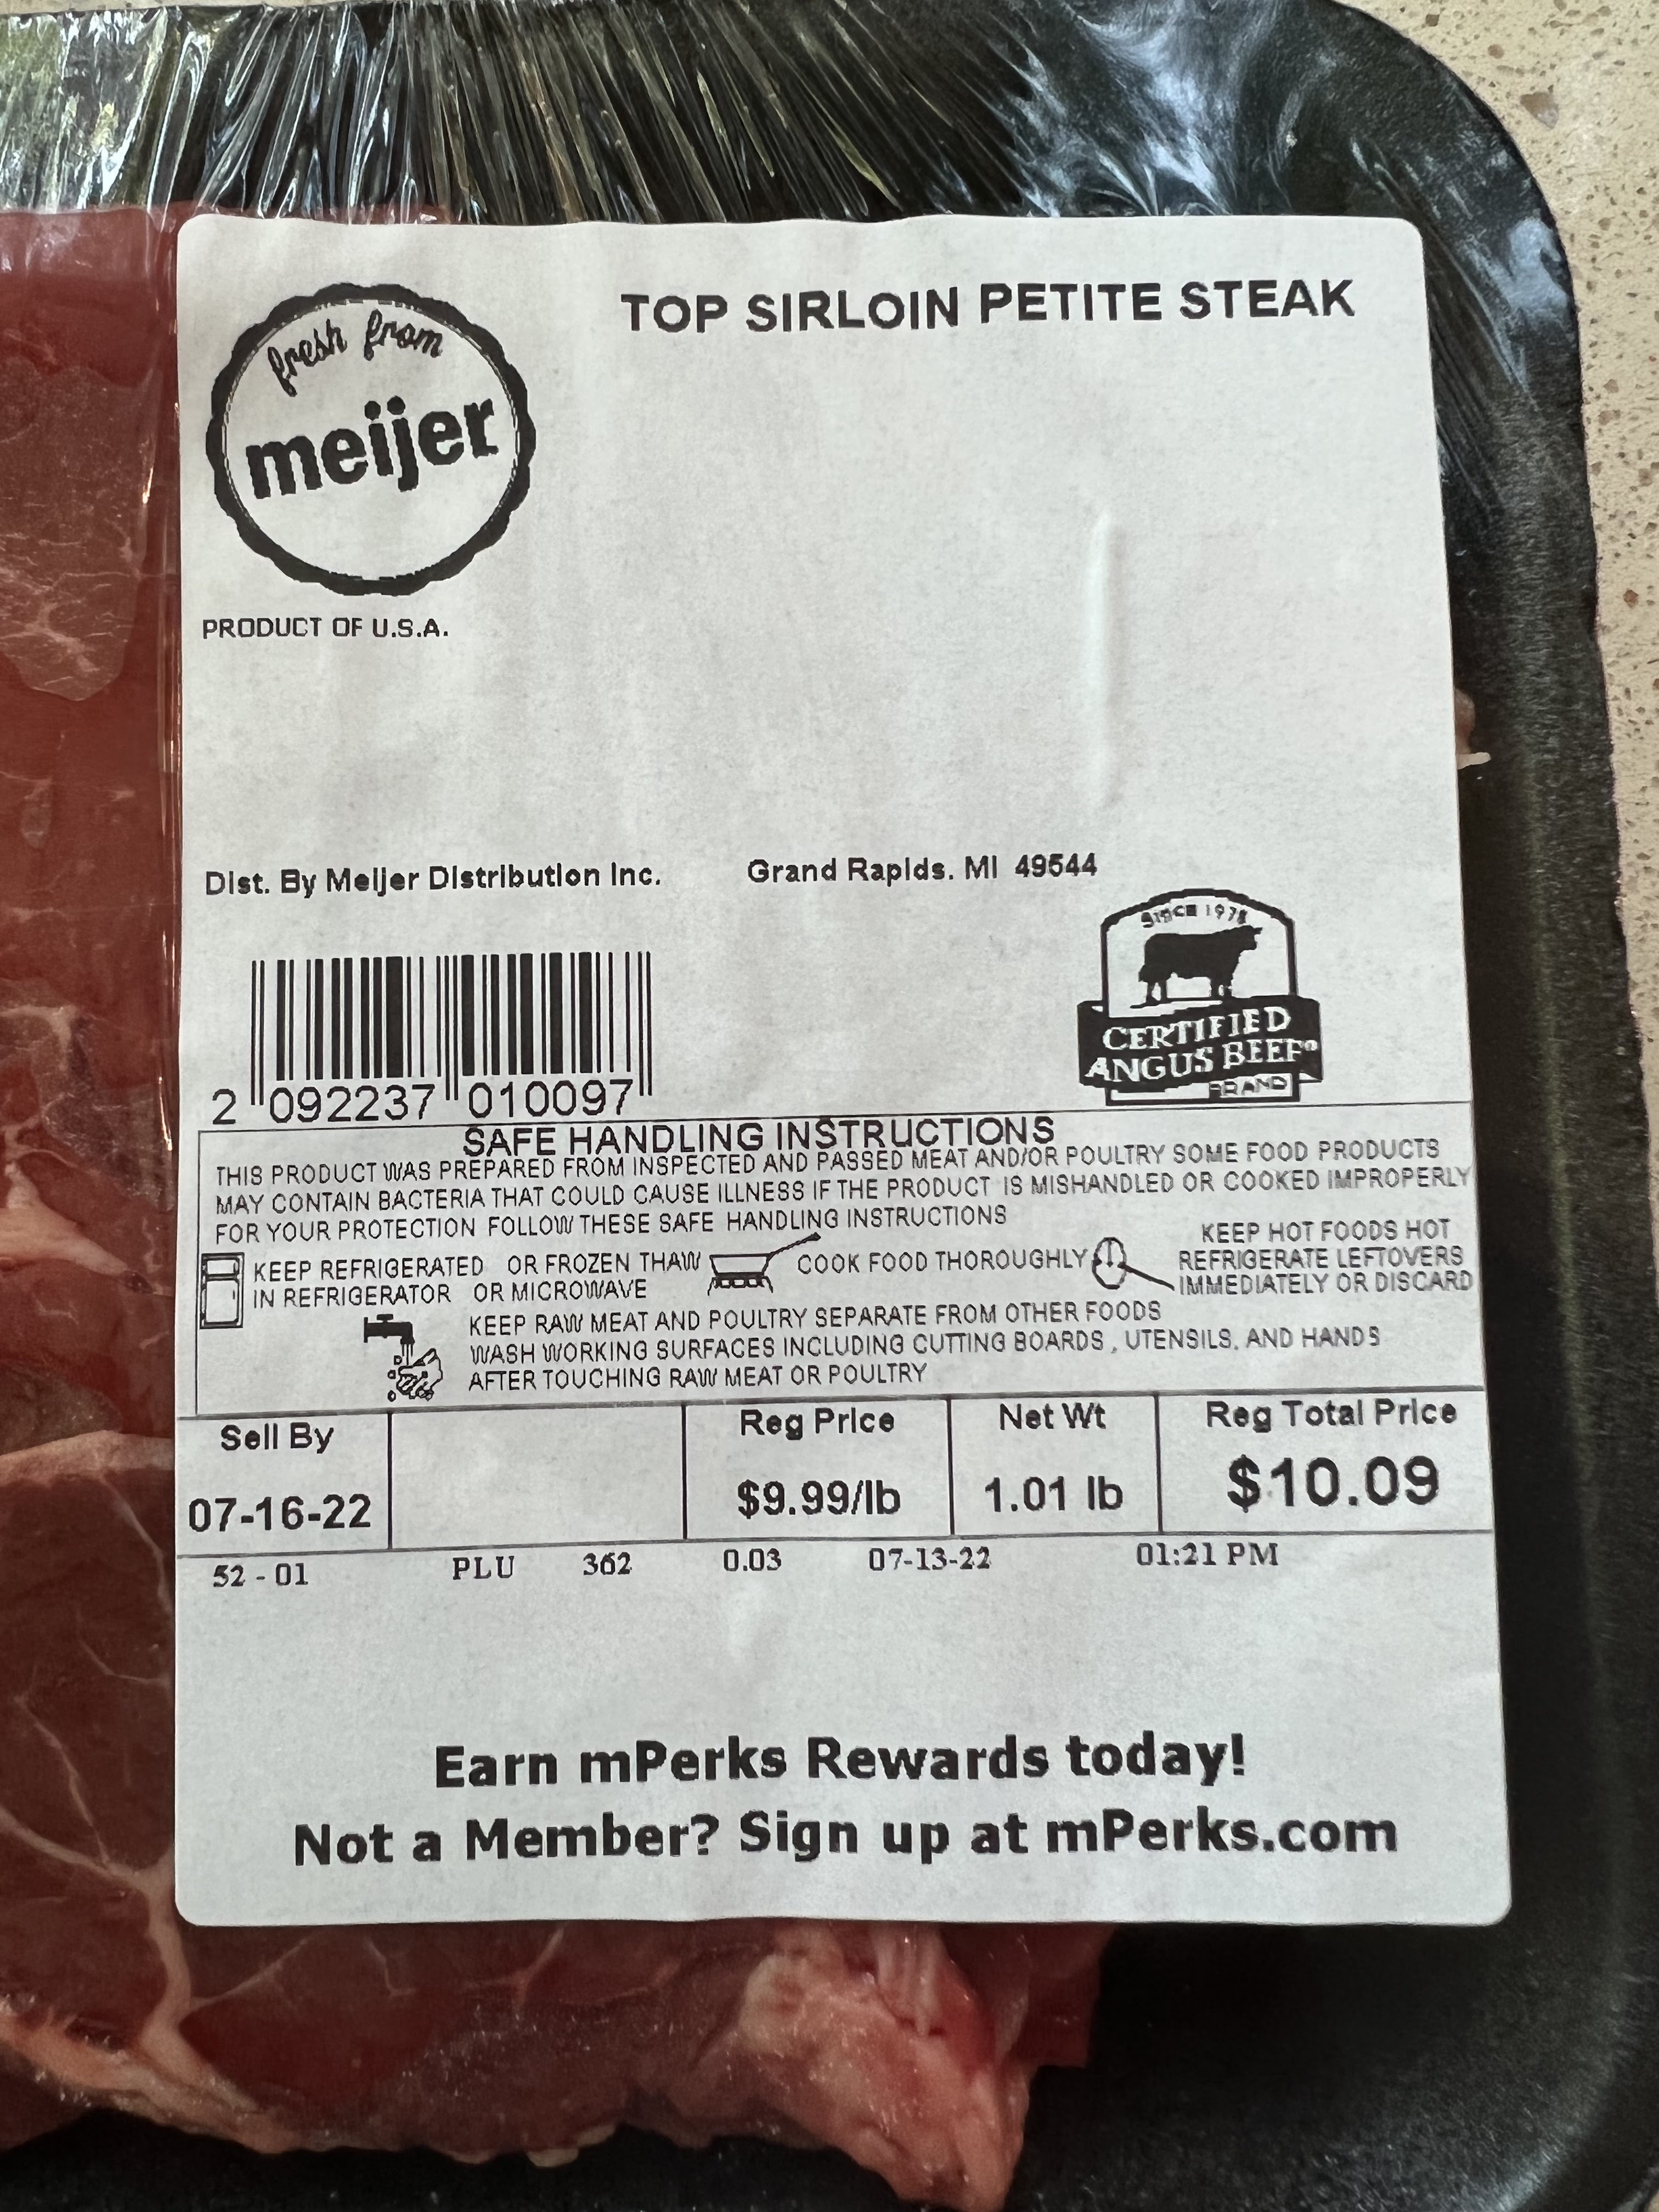 TOP SIRLOIN PETITE STEAK
fresh from
meijer
PRODUCT OF U.S.A.
Dist. By Meijer Distribution Inc. Grand Rapids. MI 49544
SINCE 1978
CERTIFIED
ANGUS BEEF®
BRAND
2 092237 010097
SAFE HANDLING INSTRUCTIONS
THIS PRODUCT WAS PREPARED FROM INSPECTED AND PASSED MEAT AND/OR POULTRY SOME FOOD PRODUCTS
MAY CONTAIN BACTERIA THAT COULD CAUSE ILLNESS IF THE PRODUCT IS MISHANDLED OR COOKED IMPROPERLY
FOR YOUR PROTECTION FOLLOW THESE SAFE HANDLING INSTRUCTIONS
KEEP REFRIGERATED OR FROZEN THAW
IN REFRIGERATOR OR MICROWAVE
COOK FOOD THOROUGHLY
KEEP HOT FOODS HOT
REFRIGERATE LEFTOVERS
IMMEDIATELY OR DISCARD
KEEP RAW MEAT AND POULTRY SEPARATE FROM OTHER FOODS
WASH WORKING SURFACES INCLUDING CUTTING BOARDS, UTENSILS, AND HANDS
AFTER TOUCHING RAW MEAT OR POULTRY
Sell By Reg Price Net Wt Reg Total Price
07-16-22 $9.99/lb 1.01 lb $10.09
52 - 01 PLU 362 0.03 07-13-22 01:21 PM
Earn mPerks Rewards today!
Not a Member? Sign up at mPerks.com